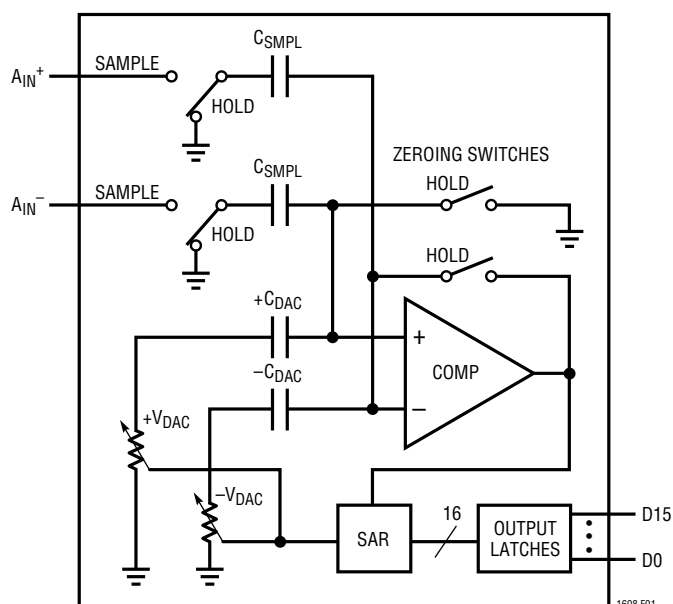 C_SMPL
A_IN^+
SAMPLE
HOLD
C_SMPL
ZEROING SWITCHES
HOLD
A_IN^–
SAMPLE
HOLD
HOLD
+C_DAC
+
COMP
–C_DAC
–
+V_DAC
–V_DAC
SAR
16
OUTPUT
LATCHES
D15
D0
1608 F01